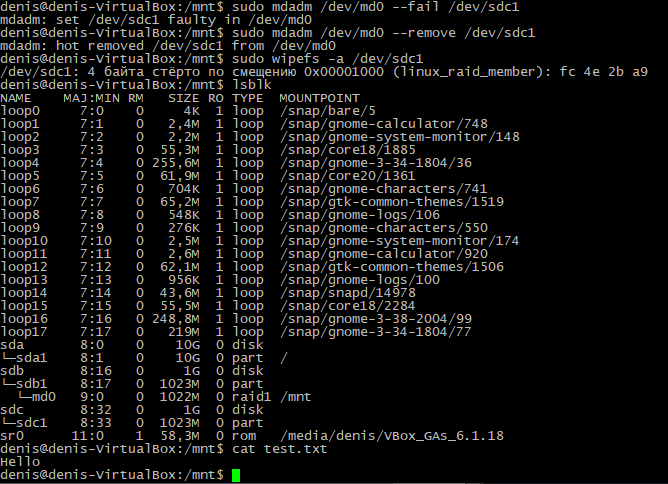 denis@denis-VirtualBox:/mnt$ sudo mdadm /dev/md0 --fail /dev/sdc1
mdadm: set /dev/sdc1 faulty in /dev/md0
denis@denis-VirtualBox:/mnt$ sudo mdadm /dev/md0 --remove /dev/sdc1
mdadm: hot removed /dev/sdc1 from /dev/md0
denis@denis-VirtualBox:/mnt$ sudo wipefs -a /dev/sdc1
/dev/sdc1: 4 байта стёрто по смещению 0x00001000 (linux_raid_member): fc 4e 2b a9
denis@denis-VirtualBox:/mnt$ lsblk
NAME    MAJ:MIN RM   SIZE RO TYPE  MOUNTPOINT
loop0     7:0    0     4K  1 loop  /snap/bare/5
loop1     7:1    0   2,4M  1 loop  /snap/gnome-calculator/748
loop2     7:2    0   2,2M  1 loop  /snap/gnome-system-monitor/148
loop3     7:3    0  55,3M  1 loop  /snap/core18/1885
loop4     7:4    0 255,6M  1 loop  /snap/gnome-3-34-1804/36
loop5     7:5    0  61,9M  1 loop  /snap/core20/1361
loop6     7:6    0   704K  1 loop  /snap/gnome-characters/741
loop7     7:7    0  65,2M  1 loop  /snap/gtk-common-themes/1519
loop8     7:8    0   548K  1 loop  /snap/gnome-logs/106
loop9     7:9    0   276K  1 loop  /snap/gnome-characters/550
loop10    7:10   0   2,5M  1 loop  /snap/gnome-system-monitor/174
loop11    7:11   0   2,6M  1 loop  /snap/gnome-calculator/920
loop12    7:12   0  62,1M  1 loop  /snap/gtk-common-themes/1506
loop13    7:13   0   956K  1 loop  /snap/gnome-logs/100
loop14    7:14   0  43,6M  1 loop  /snap/snapd/14978
loop15    7:15   0  55,5M  1 loop  /snap/core18/2284
loop16    7:16   0 248,8M  1 loop  /snap/gnome-3-38-2004/99
loop17    7:17   0   219M  1 loop  /snap/gnome-3-34-1804/77
sda       8:0    0    10G  0 disk
└─sda1    8:1    0    10G  0 part  /
sdb       8:16   0     1G  0 disk
└─sdb1    8:17   0  1023M  0 part
  └─md0   9:0    0  1022M  0 raid1 /mnt
sdc       8:32   0     1G  0 disk
└─sdc1    8:33   0  1023M  0 part
sr0      11:0    1  58,3M  0 rom   /media/denis/VBox_GAs_6.1.18
denis@denis-VirtualBox:/mnt$ cat test.txt
Hello
denis@denis-VirtualBox:/mnt$